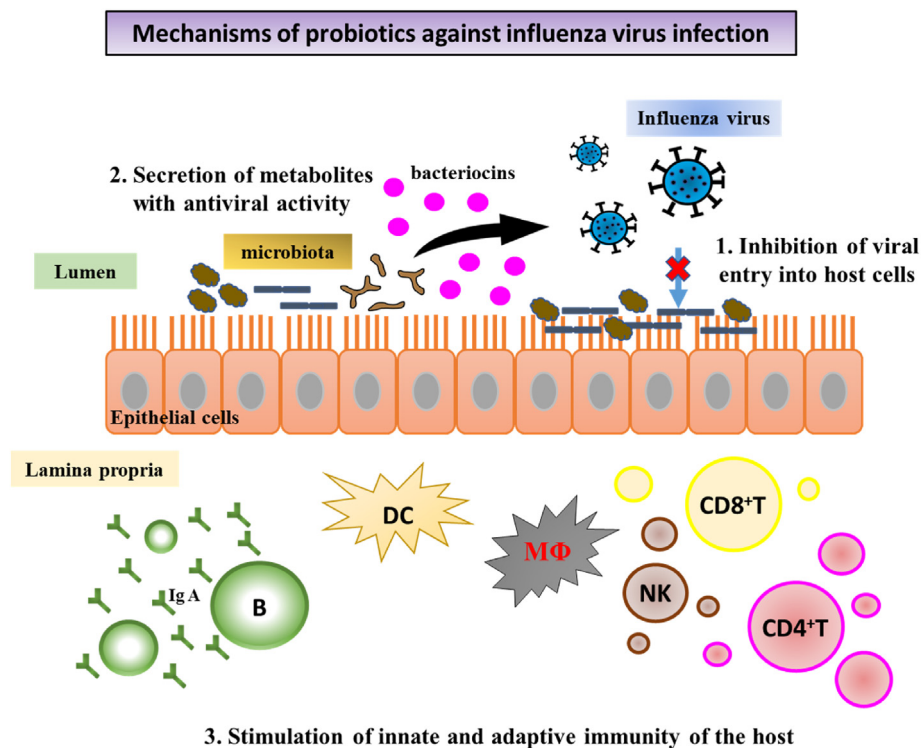 Mechanisms of probiotics against influenza virus infection
Influenza virus
2. Secretion of metabolites
with antiviral activity
bacteriocins
1. Inhibition of viral
entry into host cells
microbiota
Lumen
Epithelial cells
Lamina propria
DC
CD8⁺T
MΦ
Ig A
B
NK
CD4⁺T
3. Stimulation of innate and adaptive immunity of the host